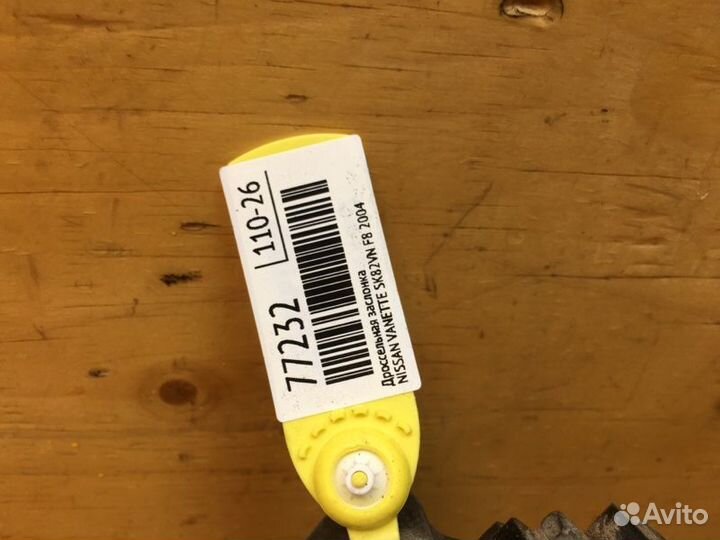 77232
110-26
Дроссельная заслонка
NISSAN VANETTE SK82VN F8 2004
Avito